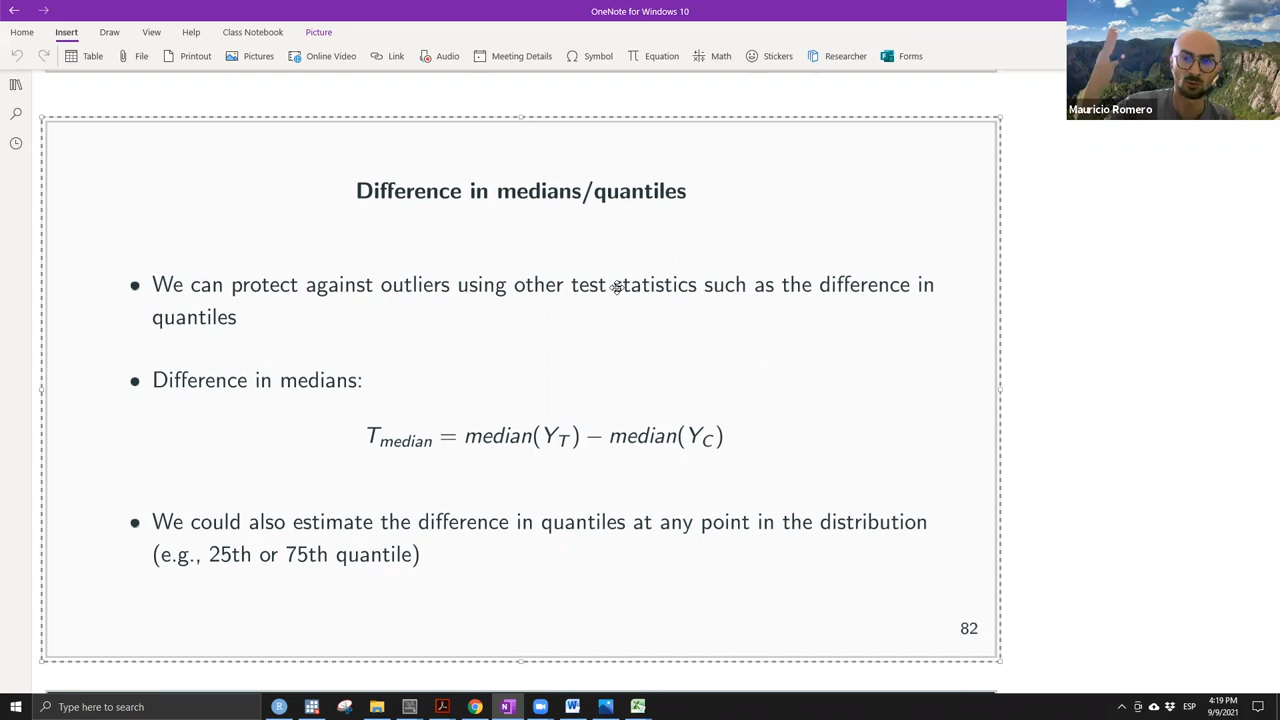 OneNote for Windows 10
Home Insert Draw View Help Class Notebook Picture
Table File Printout Pictures Online Video Link Audio Meeting Details Symbol Equation Math Stickers Researcher Forms
Mauricio Romero
Difference in medians/quantiles
• We can protect against outliers using other test statistics such as the difference in
quantiles
• Difference in medians:
T_median = median(Y_T) − median(Y_C)
• We could also estimate the difference in quantiles at any point in the distribution
(e.g., 25th or 75th quantile)
82
Type here to search
ESP
4:19 PM
9/9/2021